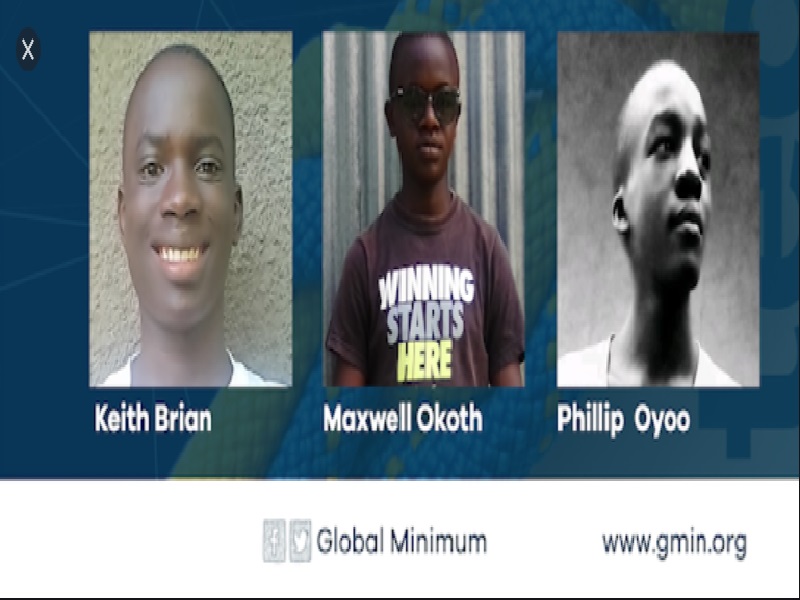 X
WINNING
STARTS
HERE
Keith Brian
Maxwell Okoth
Phillip Oyoo
Global Minimum
www.gmin.org